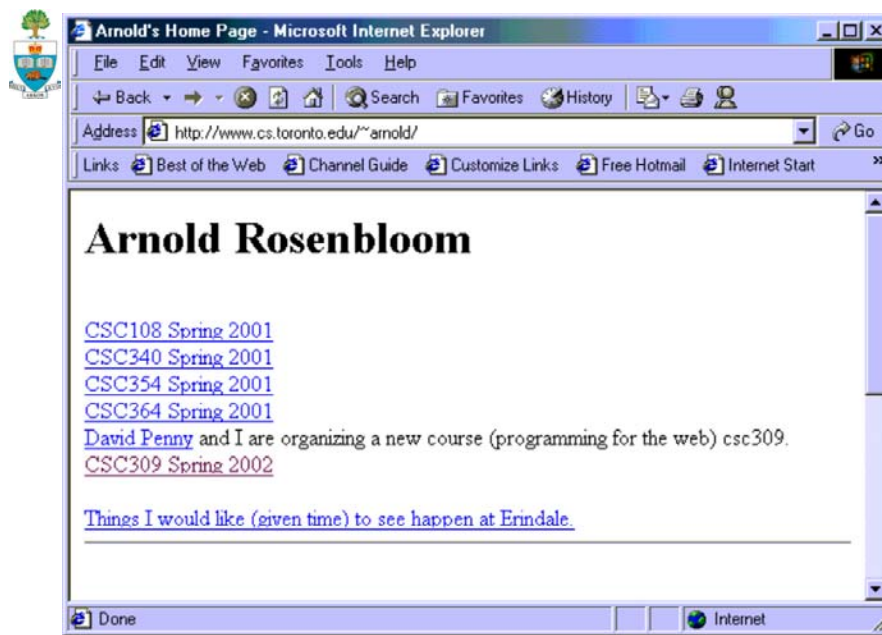 Arnold's Home Page - Microsoft Internet Explorer
File Edit View Favorites Tools Help
Back Search Favorites History
Address http://www.cs.toronto.edu/~arnold/ Go
Links Best of the Web Channel Guide Customize Links Free Hotmail Internet Start
Arnold Rosenbloom
CSC108 Spring 2001
CSC340 Spring 2001
CSC354 Spring 2001
CSC364 Spring 2001
David Penny and I are organizing a new course (programming for the web) csc309.
CSC309 Spring 2002
Things I would like (given time) to see happen at Erindale.
Done Internet